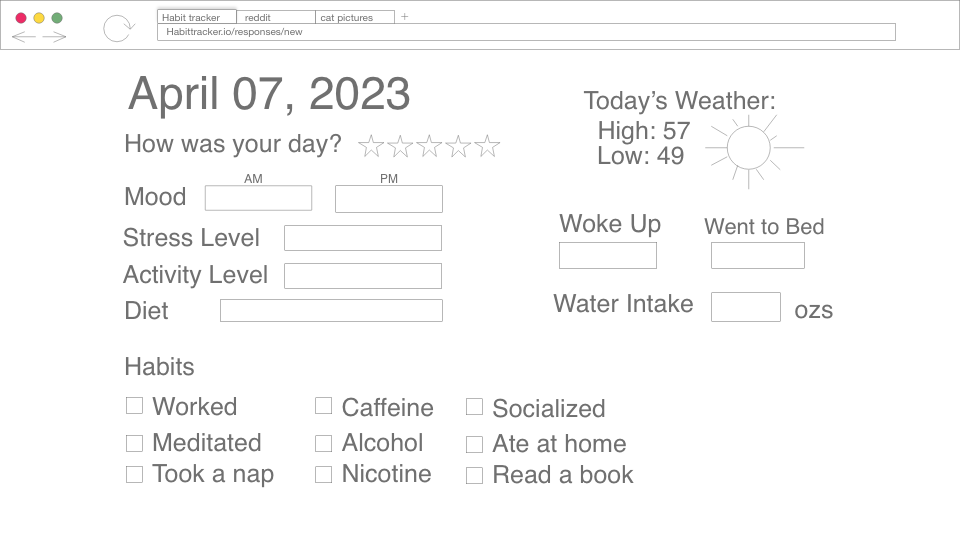 Habit tracker reddit cat pictures +
Habittracker.io/responses/new
April 07, 2023
How was your day?
Today's Weather:
High: 57
Low: 49
AM PM
Mood
Stress Level
Activity Level
Diet
Woke Up Went to Bed
Water Intake ozs
Habits
Worked Caffeine Socialized
Meditated Alcohol Ate at home
Took a nap Nicotine Read a book